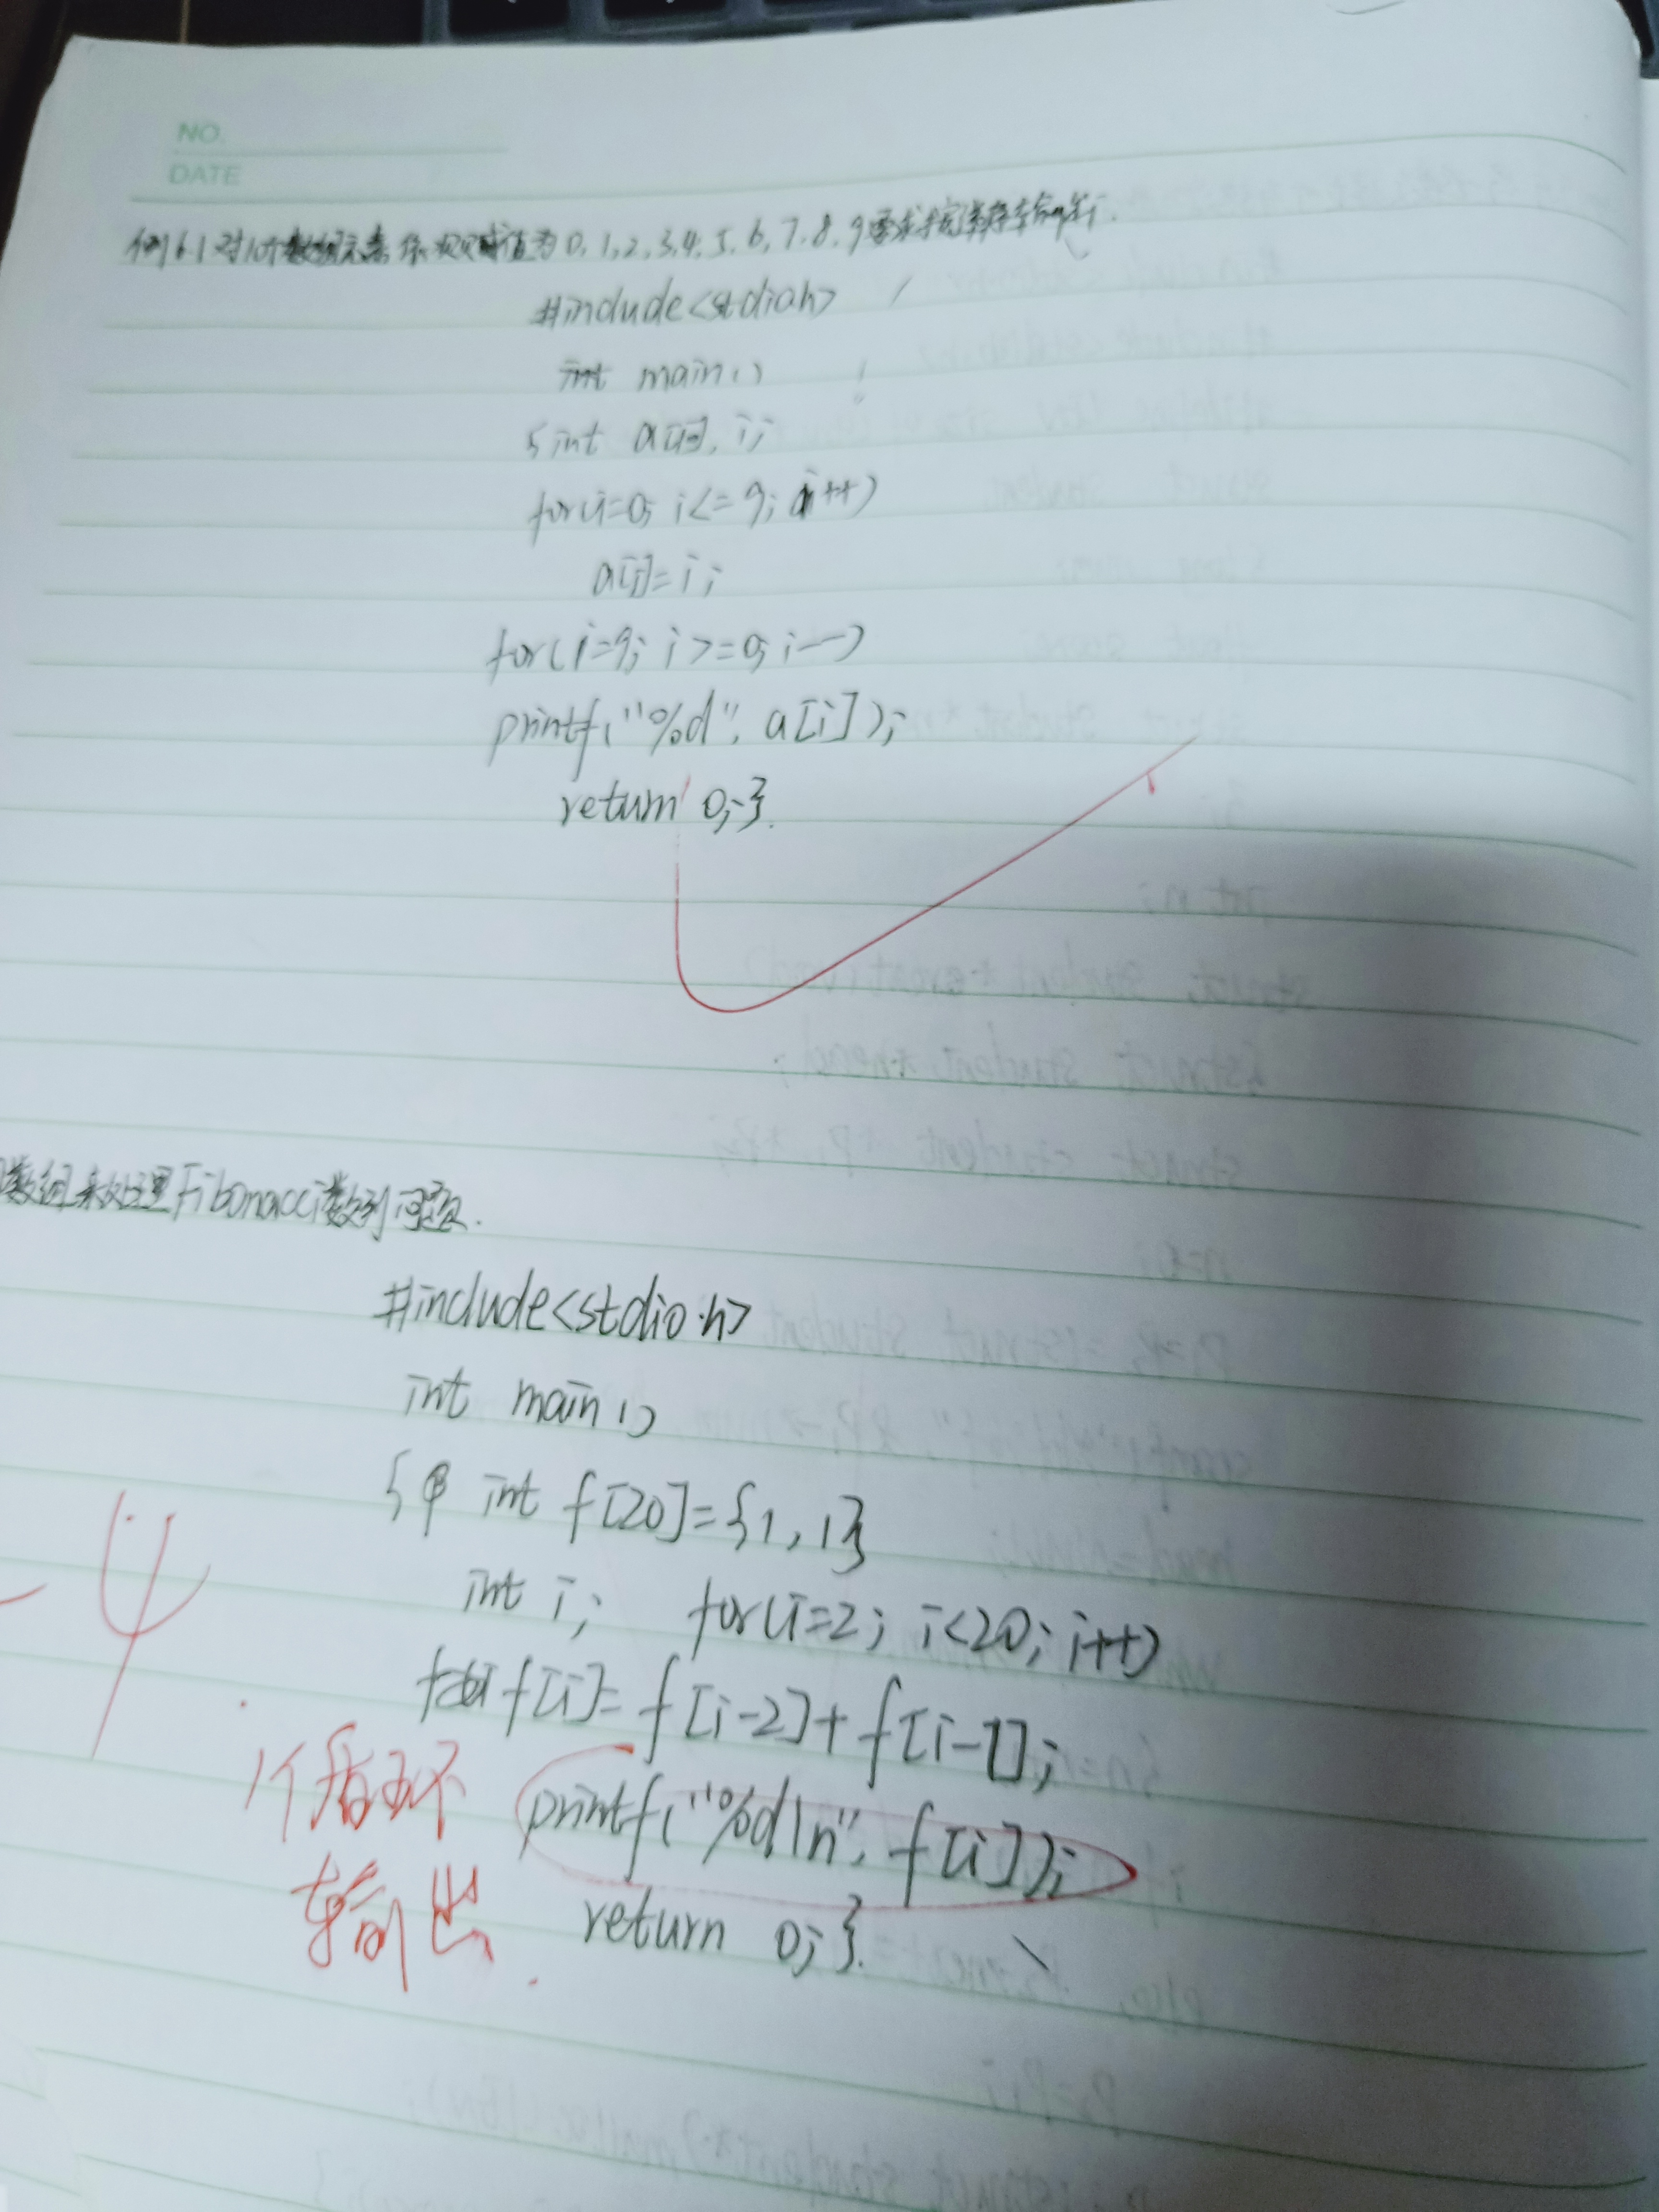 NO.
DATE
例6.1 对10个数组元素依次赋值为0,1,2,3,4,5,6,7,8,9要求按逆序输出.
#include<stdio.h>
int main()
{int a[10], i;
for(i=0; i<=9; i++)
a[i]=i;
for(i=9; i>=0; i--)
printf("%d", a[i]);
return 0;}
数组来处理Fibonacci数列问题.
#include<stdio.h>
int main()
{ int f[20]={1,1}
int i; for(i=2; i<20; i++)
f[i]=f[i-2]+f[i-1];
1个循环 printf("%d\n", f[i]);
输出 return 0;}